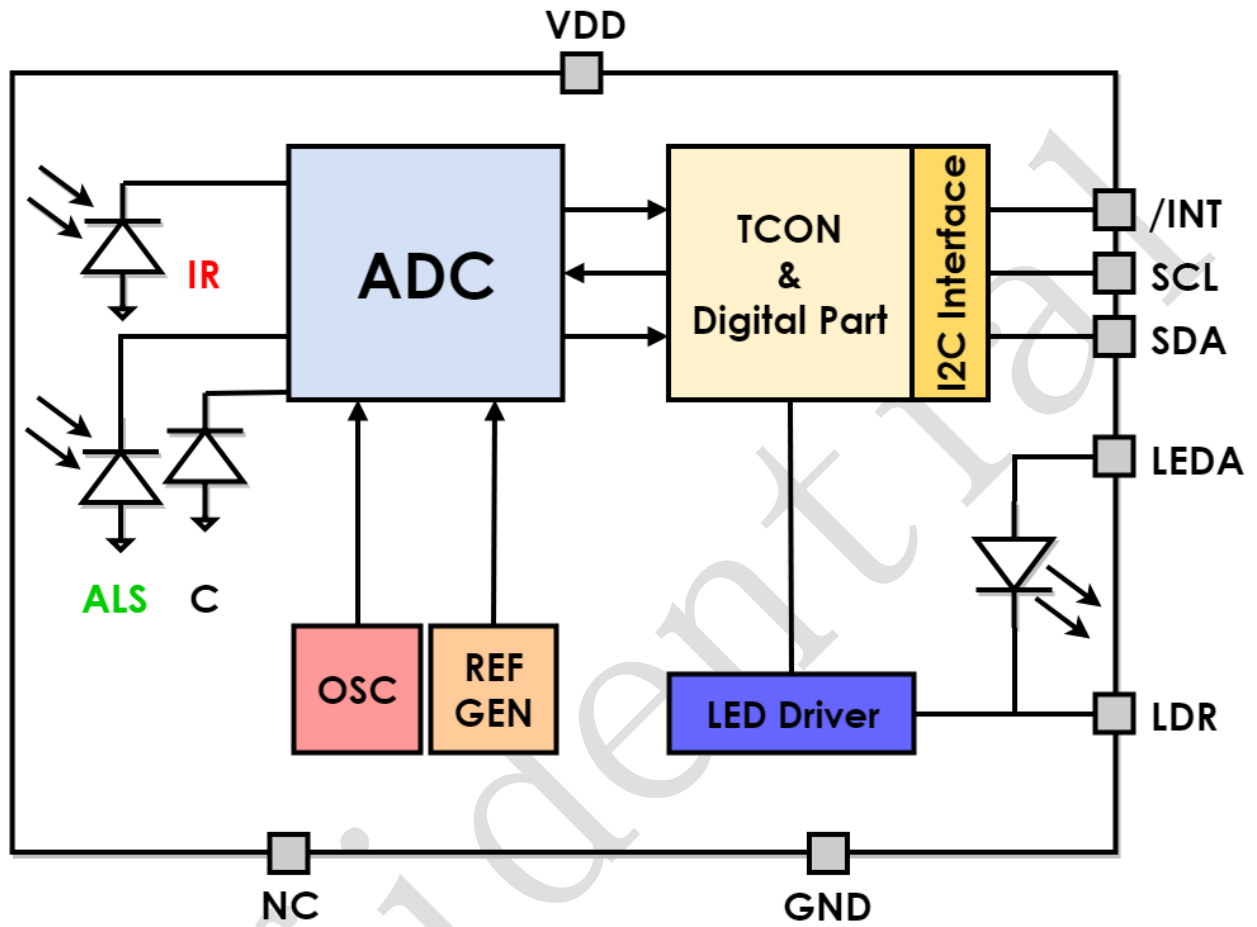 VDD
IR
ADC
TCON
&
Digital Part
I2C Interface
/INT
SCL
SDA
LEDA
ALS
C
OSC
REF
GEN
LED Driver
LDR
NC
GND
idential